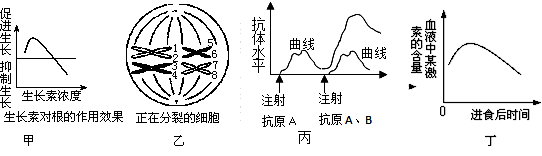 促进生长
抑制生长
生长素浓度
生长素对根的作用效果
甲
1
2
3
4
5
6
7
8
正在分裂的细胞
乙
抗体水平
曲线
曲线
注射
抗原A
注射
抗原A、B
丙
血液中某激
素的含量
0
进食后时间
丁